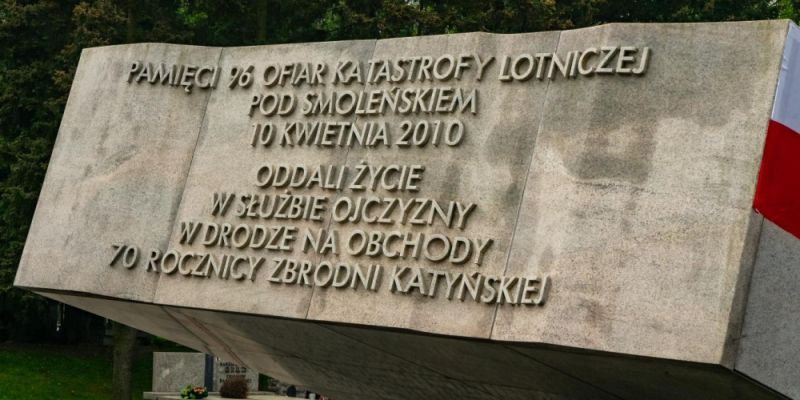 PAMIĘCI 96 OFIAR KATASTROFY LOTNICZEJ
POD SMOLEŃSKIEM
10 KWIETNIA 2010
ODDALI ŻYCIE
W SŁUŻBIE OJCZYZNY
W DRODZE NA OBCHODY
70 ROCZNICY ZBRODNI KATYŃSKIEJ